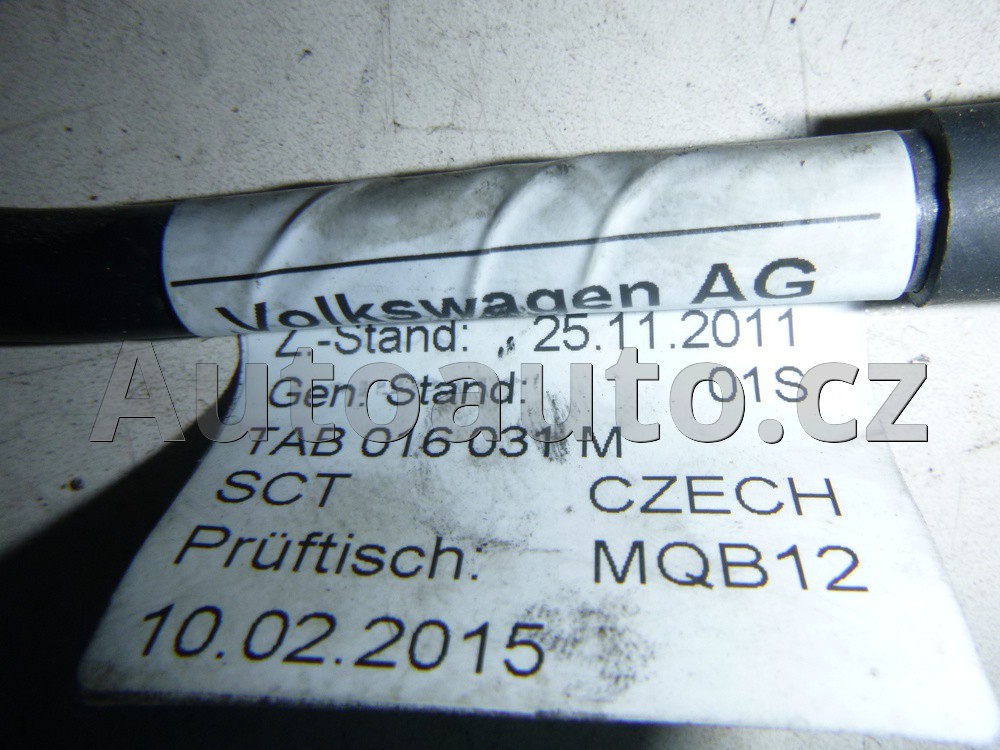 Volkswagen AG
Z.-Stand: 25.11.2011
Gen. Stand: 01S
Autoauto.cz
TAB 016 031 M
SCT CZECH
Prüftisch: MQB12
10.02.2015